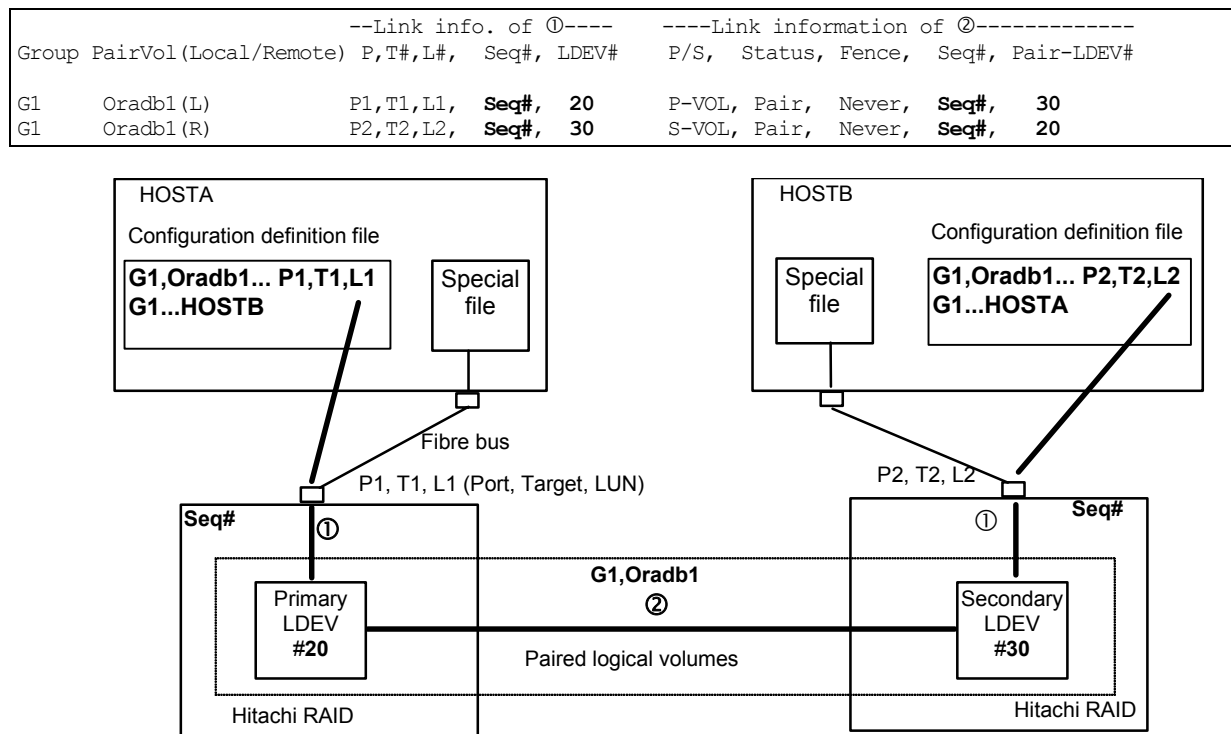 --Link info. of ①---- ----Link information of ②-------------
Group PairVol(Local/Remote) P,T#,L#, Seq#, LDEV# P/S, Status, Fence, Seq#, Pair-LDEV#
G1 Oradb1(L) P1,T1,L1, Seq#, 20 P-VOL, Pair, Never, Seq#, 30
G1 Oradb1(R) P2,T2,L2, Seq#, 30 S-VOL, Pair, Never, Seq#, 20
HOSTA
Configuration definition file
G1,Oradb1... P1,T1,L1
G1...HOSTB
Special
file
HOSTB
Configuration definition file
Special
file
G1,Oradb1... P2,T2,L2
G1...HOSTA
Fibre bus
P1, T1, L1 (Port, Target, LUN)
P2, T2, L2
Seq#
①
①
Seq#
G1,Oradb1
②
Primary
LDEV
#20
Paired logical volumes
Secondary
LDEV
#30
Hitachi RAID
Hitachi RAID